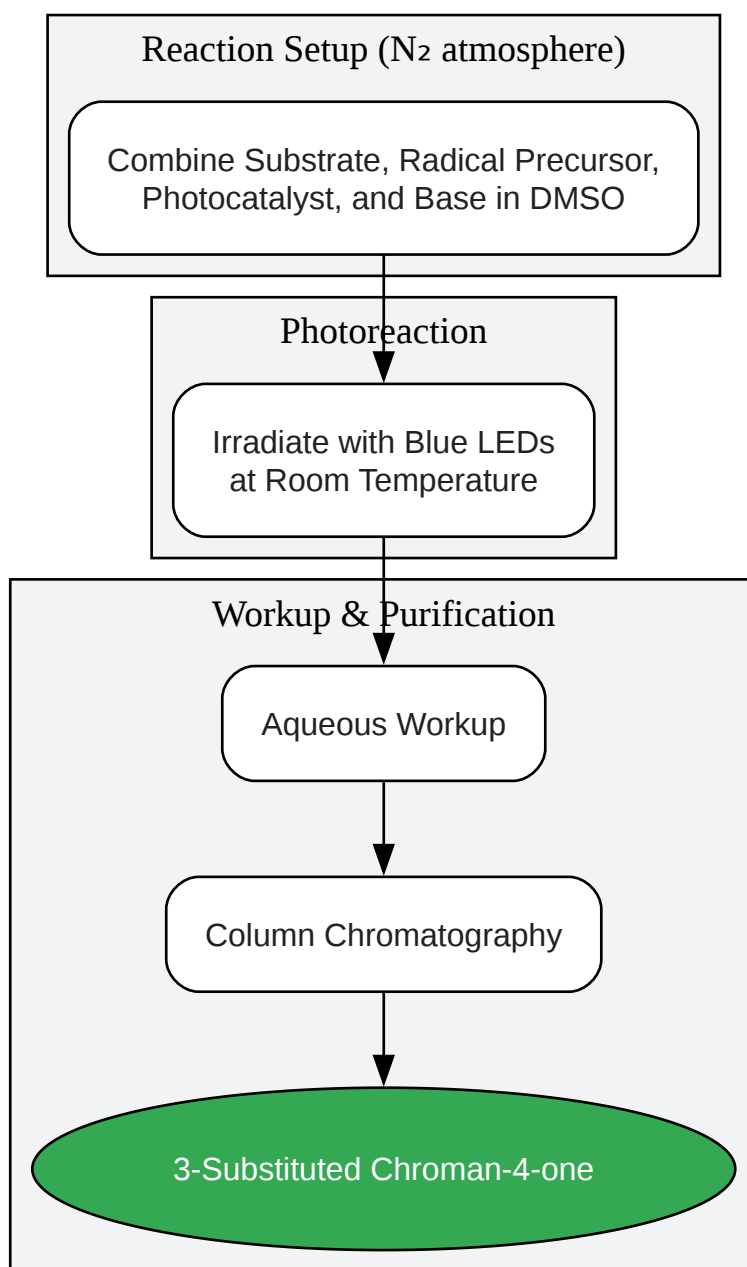 Reaction Setup (N₂ atmosphere)
Combine Substrate, Radical Precursor,
Photocatalyst, and Base in DMSO
Photoreaction
Irradiate with Blue LEDs
at Room Temperature
Workup & Purification
Aqueous Workup
Column Chromatography
3-Substituted Chroman-4-one